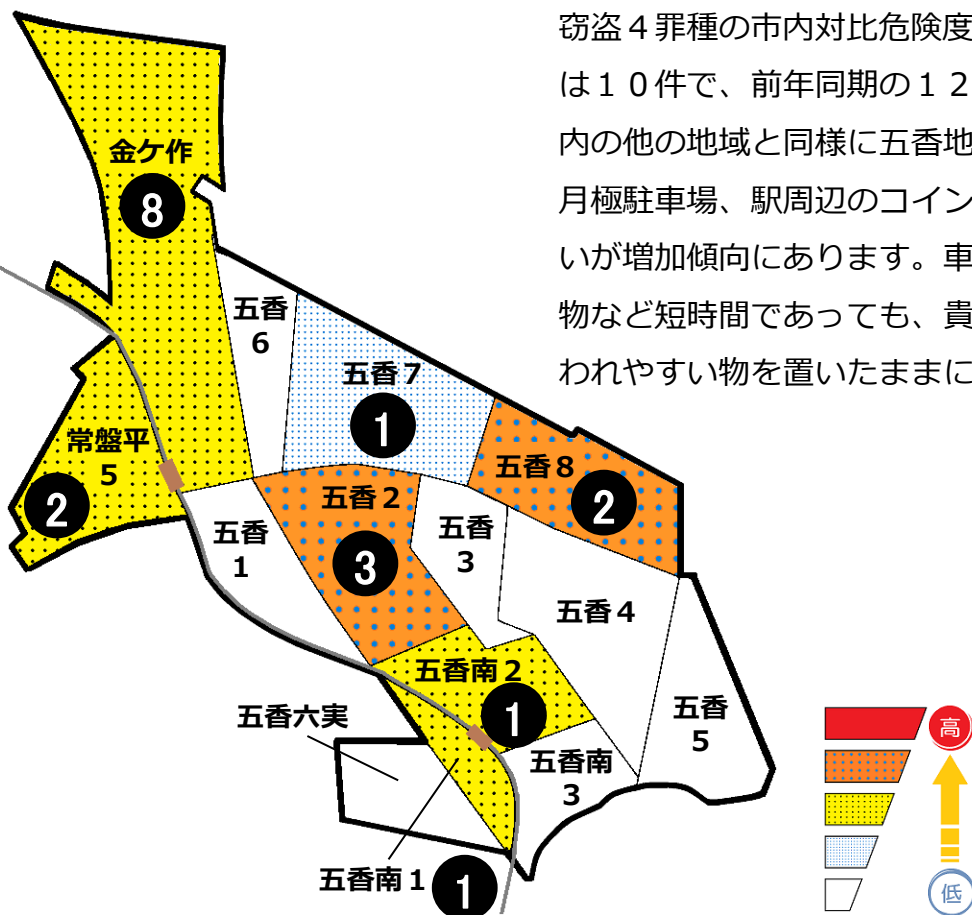 窃盗４罪種の市内対比危険度
は１０件で、前年同期の１２
内の他の地域と同様に五香地
月極駐車場、駅周辺のコイン
いが増加傾向にあります。車
物など短時間であっても、貴
われやすい物を置いたままに
金ケ作
8
五香
6
五香７
1
常盤平
5
2
五香８
2
五香２
3
五香
1
五香
3
五香４
五香南２
1
五香
5
五香六実
五香南
3
五香南１
1
高
低